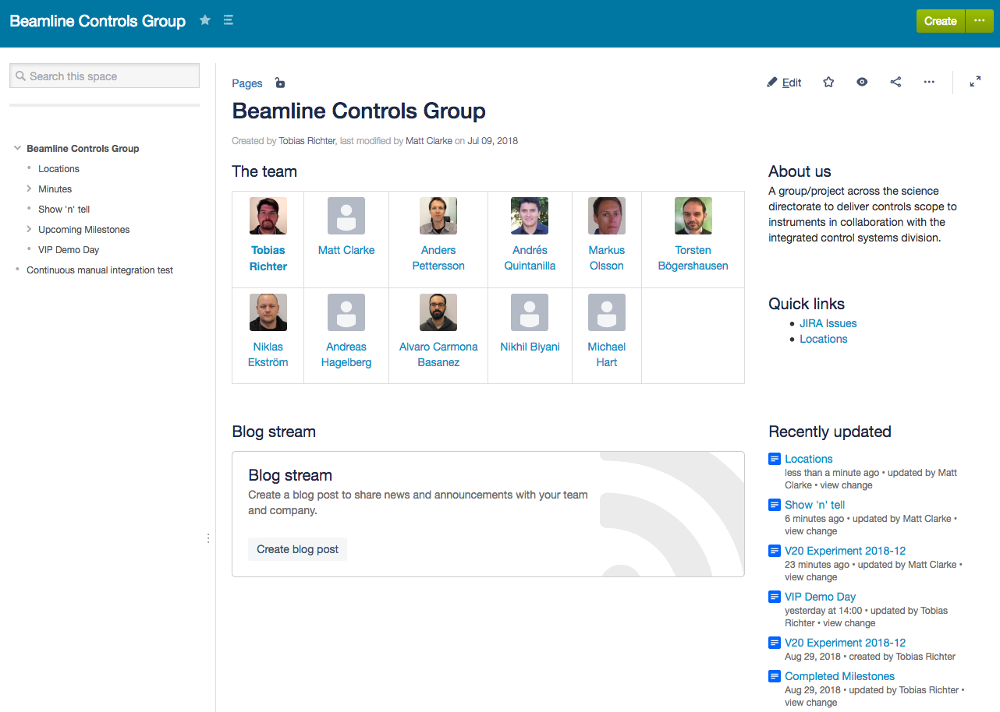 Beamline Controls Group
Create
Search this space
Beamline Controls Group
Locations
Minutes
Show 'n' tell
Upcoming Milestones
VIP Demo Day
Continuous manual integration test
Pages
Edit
Beamline Controls Group
Created by Tobias Richter, last modified by Matt Clarke on Jul 09, 2018
The team
Tobias
Richter
Matt Clarke
Anders
Pettersson
Andrés
Quintanilla
Markus
Olsson
Torsten
Bögershausen
Niklas
Ekström
Andreas
Hagelberg
Alvaro Carmona
Basanez
Nikhil Biyani
Michael
Hart
Blog stream
Blog stream
Create a blog post to share news and announcements with your team
and company.
Create blog post
About us
A group/project across the science
directorate to deliver controls scope to
instruments in collaboration with the
integrated control systems division.
Quick links
• JIRA Issues
• Locations
Recently updated
Locations
less than a minute ago • updated by Matt
Clarke • view change
Show 'n' tell
6 minutes ago • updated by Matt Clarke •
view change
V20 Experiment 2018-12
23 minutes ago • updated by Matt Clarke •
view change
VIP Demo Day
yesterday at 14:00 • updated by Tobias
Richter • view change
V20 Experiment 2018-12
Aug 29, 2018 • created by Tobias Richter
Completed Milestones
Aug 29, 2018 • updated by Tobias Richter •
view change